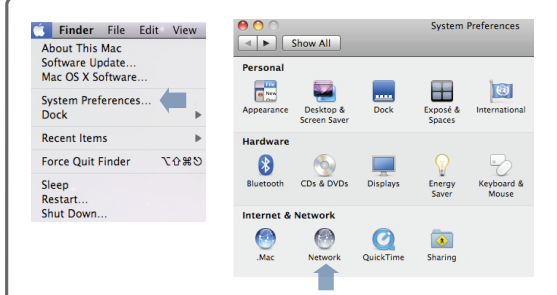 Finder File Edit View
About This Mac
Software Update...
Mac OS X Software...
System Preferences...
Dock
Recent Items
Force Quit Finder ⌥⇧⌘⎋
Sleep
Restart...
Shut Down...
System Preferences
Show All
Personal
Appearance
Desktop & Screen Saver
Dock
Exposé & Spaces
International
Hardware
Bluetooth
CDs & DVDs
Displays
Energy Saver
Keyboard & Mouse
Internet & Network
.Mac
Network
QuickTime
Sharing